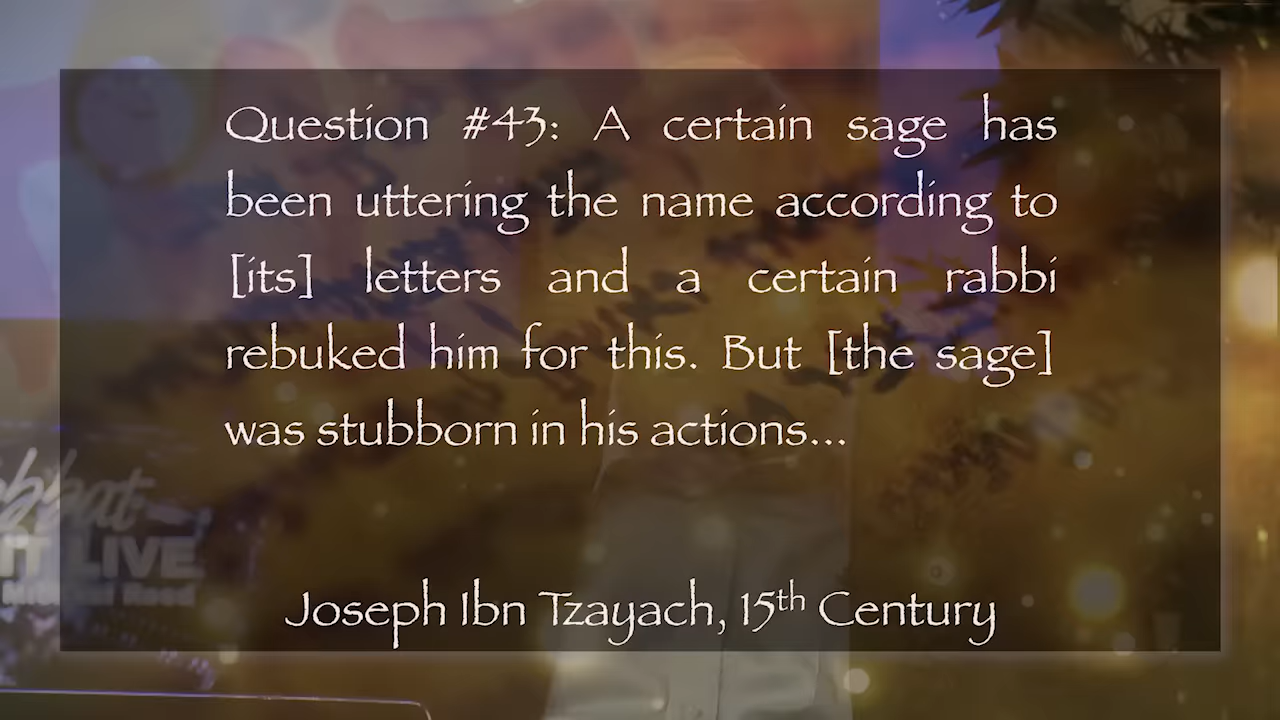 Question #43: A certain sage has
been uttering the name according to
[its] letters and a certain rabbi
rebuked him for this. But [the sage]
was stubborn in his actions...
Joseph Ibn Tzayach, 15th Century
LIVE